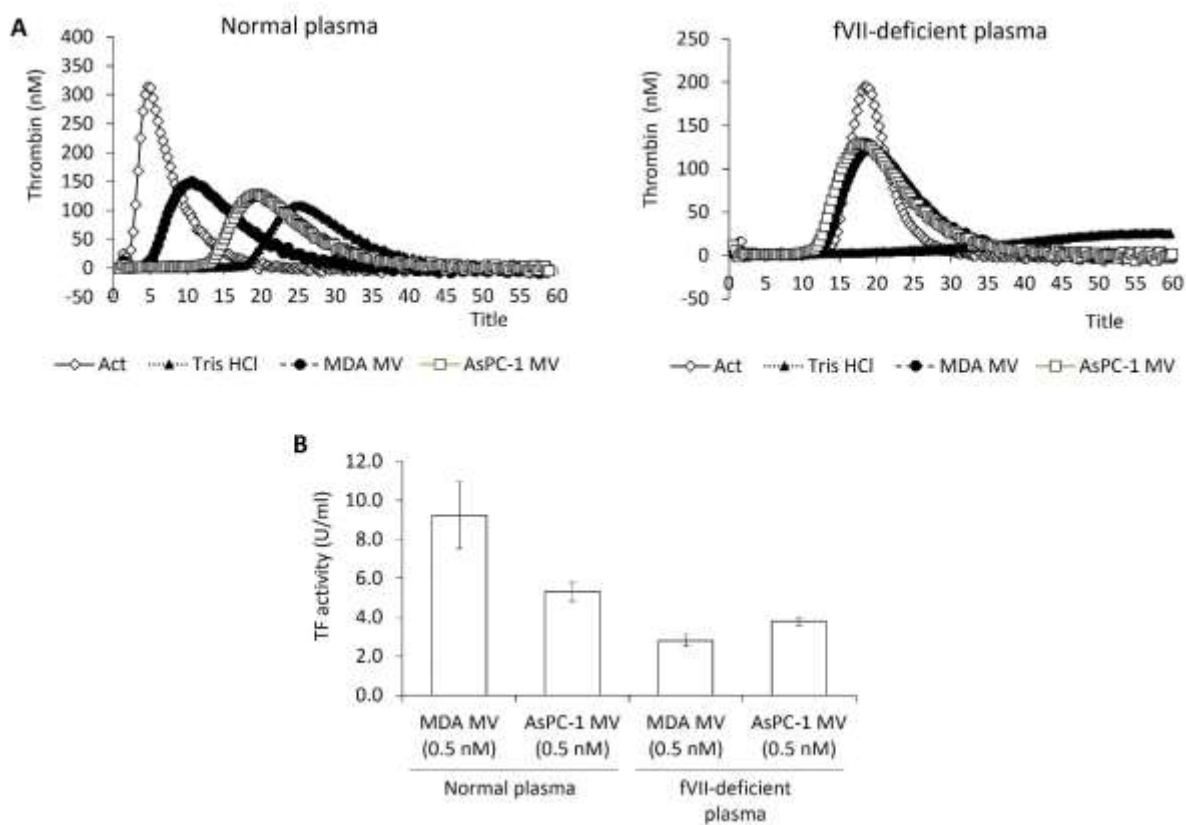 A
Normal plasma
Thrombin (nM)
400
350
300
250
200
150
100
50
0
-50
0 5 10 15 20 25 30 35 40 45 50 55 60
Title
Act Tris HCl MDA MV AsPC-1 MV
fVII-deficient plasma
Thrombin (nM)
250
200
150
100
50
0
-50
0 5 10 15 20 25 30 35 40 45 50 55 60
Title
Act Tris HCl MDA MV AsPC-1 MV
B
TF activity (U/ml)
12.0
10.0
8.0
6.0
4.0
2.0
0.0
MDA MV AsPC-1 MV MDA MV AsPC-1 MV
(0.5 nM) (0.5 nM) (0.5 nM) (0.5 nM)
Normal plasma fVII-deficient
plasma